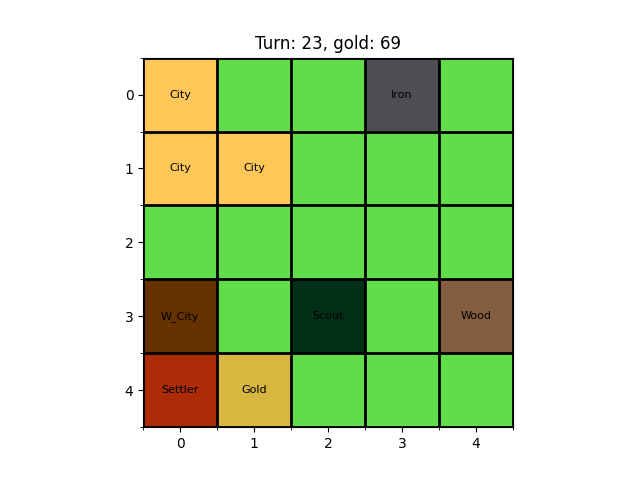 Turn: 23, gold: 69
0 City Iron
1 City City
2
3 W_City Scout Wood
4 Settler Gold
0 1 2 3 4